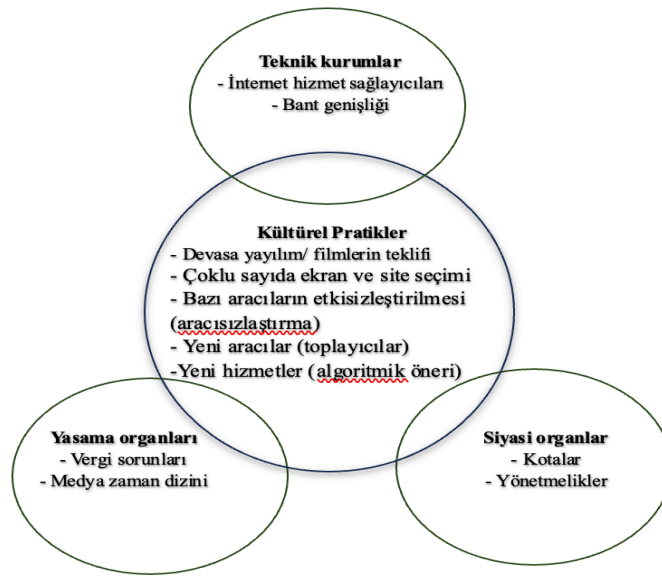 Teknik kurumlar
- İnternet hizmet sağlayıcıları
- Bant genişliği
Kültürel Pratikler
- Devasa yayılım/ filmlerin teklifi
- Çoklu sayıda ekran ve site seçimi
- Bazı aracıların etkisizleştirilmesi
(aracısızlaştırma)
- Yeni aracılar (toplayıcılar)
-Yeni hizmetler (algoritmik öneri)
Yasama organları
- Vergi sorunları
- Medya zaman dizini
Siyasi organlar
- Kotalar
- Yönetmelikler